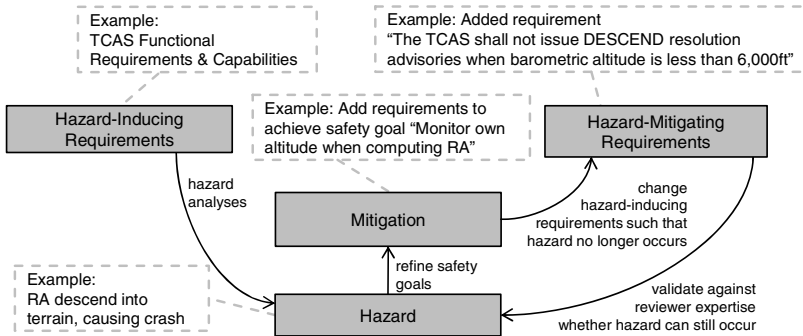 Example:
TCAS Functional
Requirements & Capabilities
Example: Added requirement
“The TCAS shall not issue DESCEND resolution
advisories when barometric altitude is less than 6,000ft”
Hazard-Inducing
Requirements
Example: Add requirements to
achieve safety goal “Monitor own
altitude when computing RA”
Hazard-Mitigating
Requirements
hazard
analyses
Mitigation
change
hazard-inducing
requirements such that
hazard no longer occurs
refine safety
goals
Example:
RA descend into
terrain, causing crash
Hazard
validate against
reviewer expertise
whether hazard can still occur